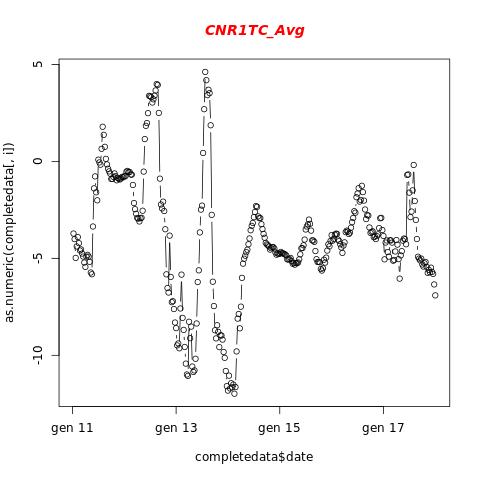 CNR1TC_Avg
as.numeric(completedata[, i])
5
0
-5
-10
gen 11
gen 13
gen 15
gen 17
completedata$date